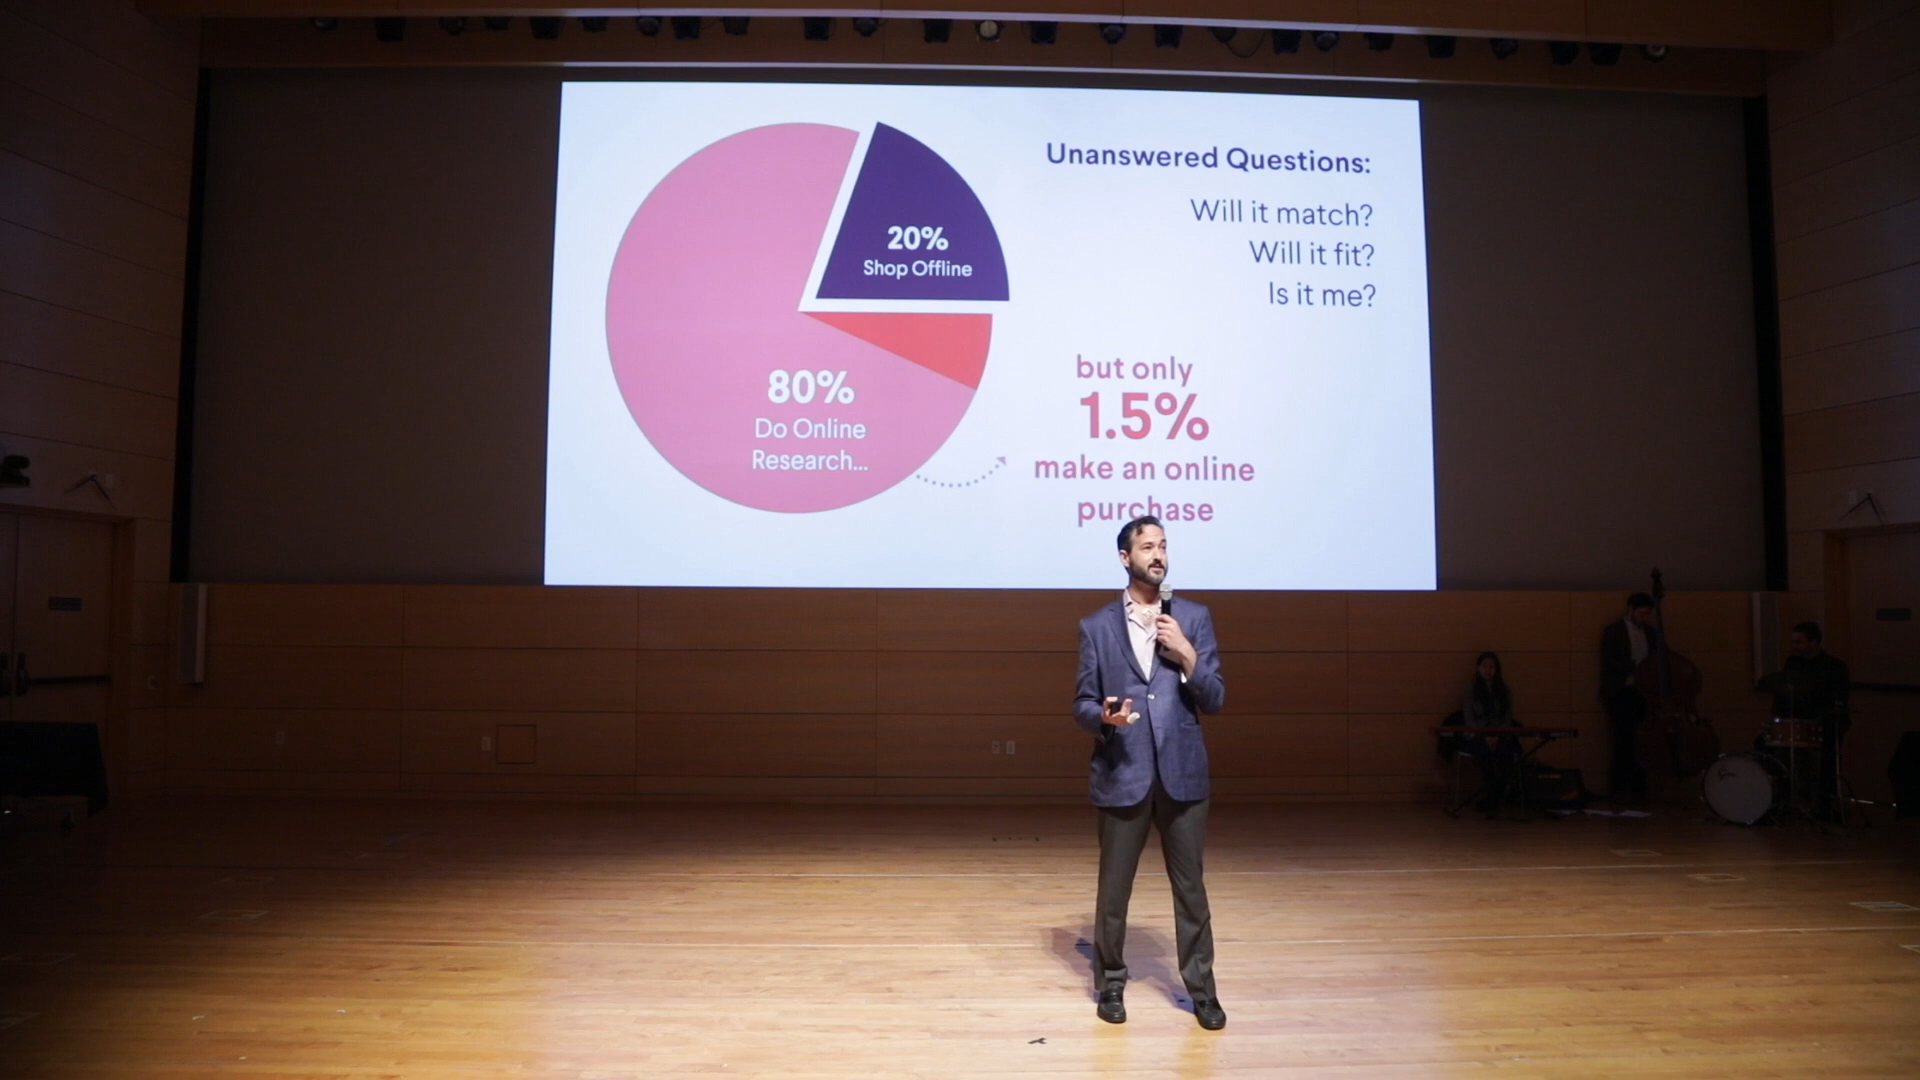 20%
Shop Offline
80%
Do Online
Research...
Unanswered Questions:
Will it match?
Will it fit?
Is it me?
but only
1.5%
make an online
purchase